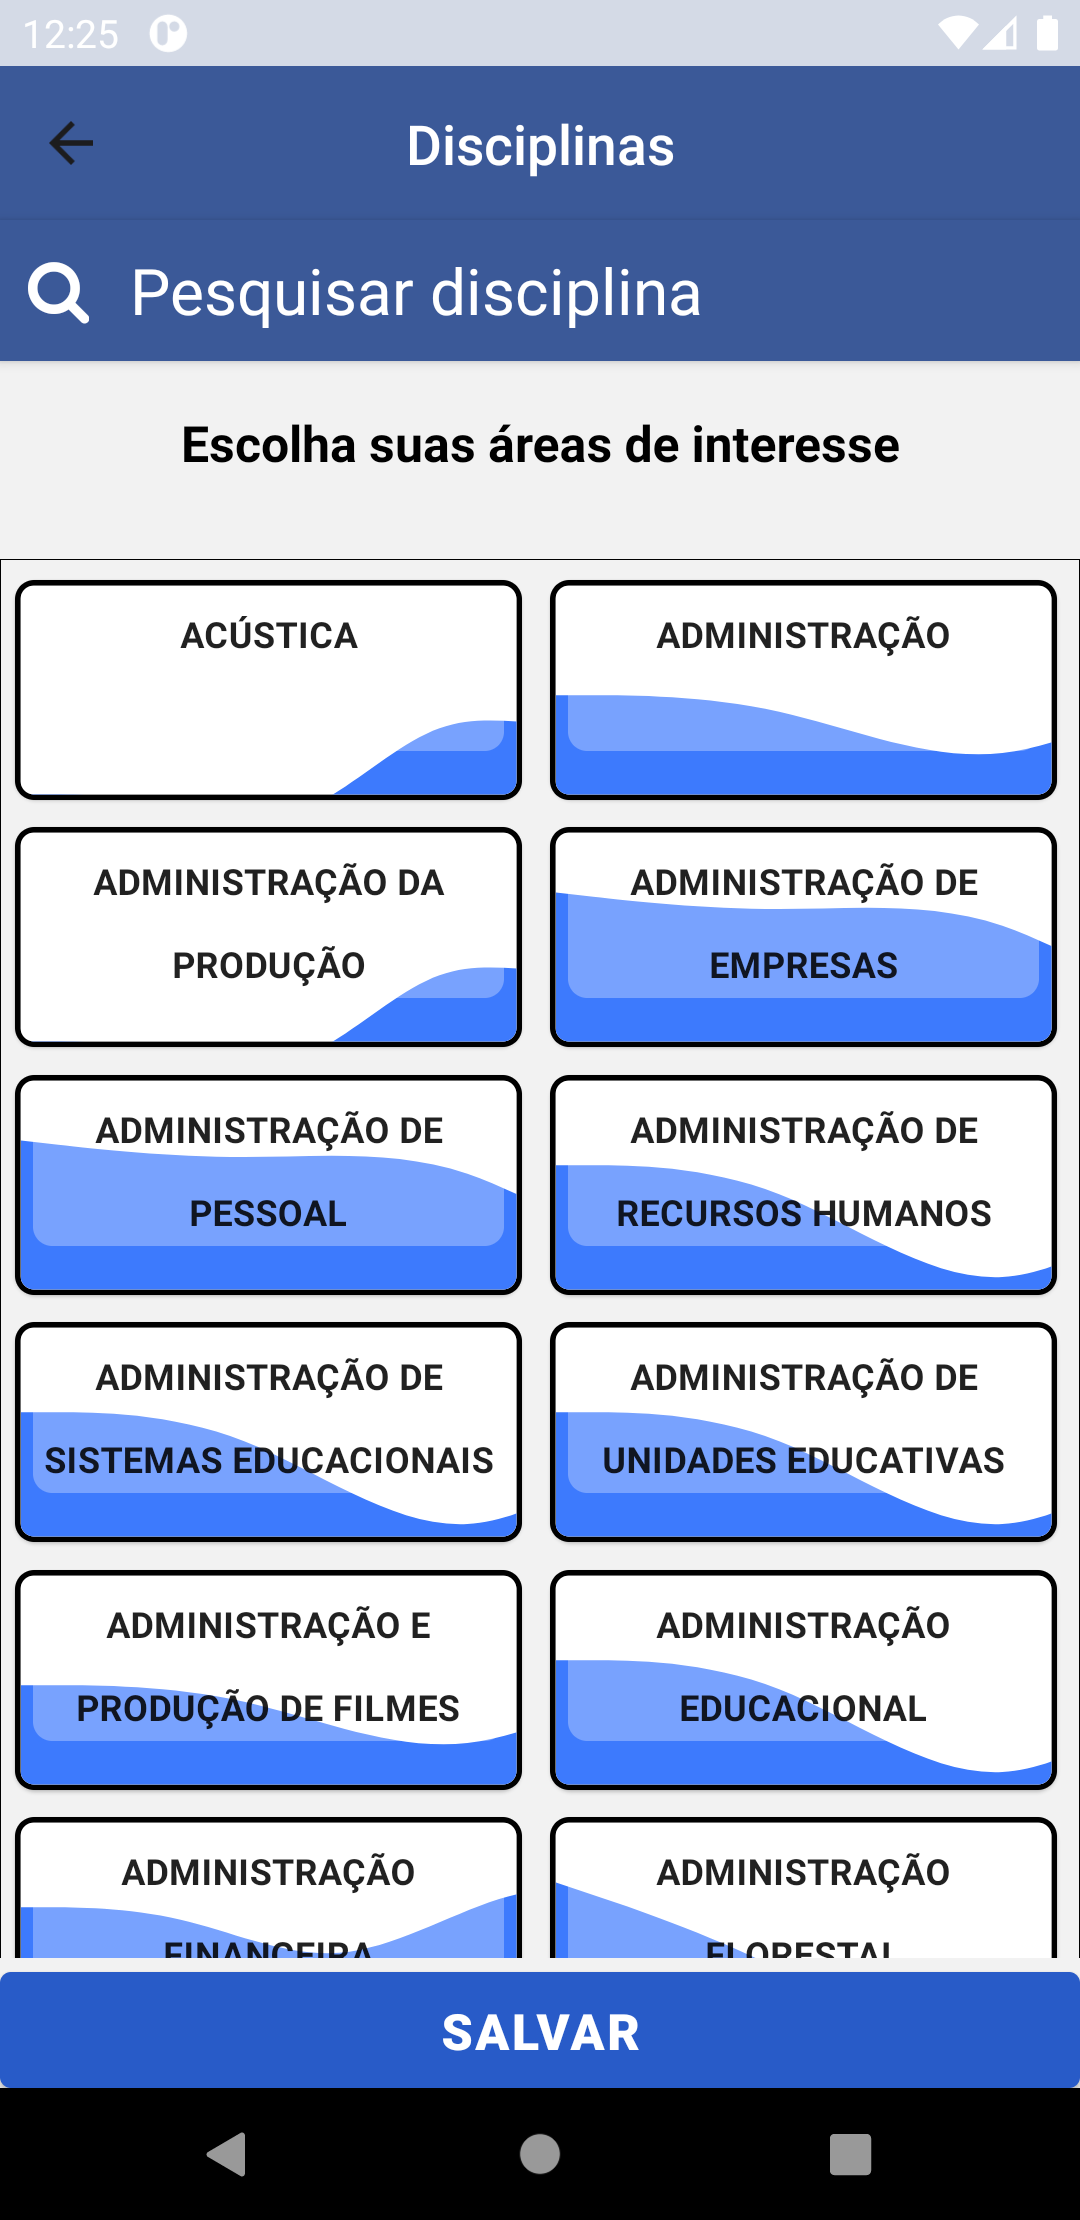 12:25
Disciplinas
Pesquisar disciplina
Escolha suas áreas de interesse
ACÚSTICA
ADMINISTRAÇÃO
ADMINISTRAÇÃO DA
PRODUÇÃO
ADMINISTRAÇÃO DE
EMPRESAS
ADMINISTRAÇÃO DE
PESSOAL
ADMINISTRAÇÃO DE
RECURSOS HUMANOS
ADMINISTRAÇÃO DE
SISTEMAS EDUCACIONAIS
ADMINISTRAÇÃO DE
UNIDADES EDUCATIVAS
ADMINISTRAÇÃO E
PRODUÇÃO DE FILMES
ADMINISTRAÇÃO
EDUCACIONAL
ADMINISTRAÇÃO
FINANCEIRA
ADMINISTRAÇÃO
FLORESTAL
SALVAR